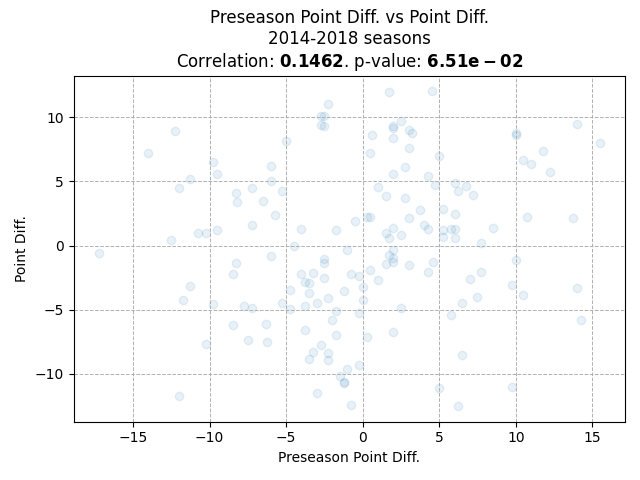 Preseason Point Diff. vs Point Diff.
2014-2018 seasons
Correlation: 0.1462. p-value: 6.51e − 02
10
5
0
−5
−10
Point Diff.
−15
−10
−5
0
5
10
15
Preseason Point Diff.